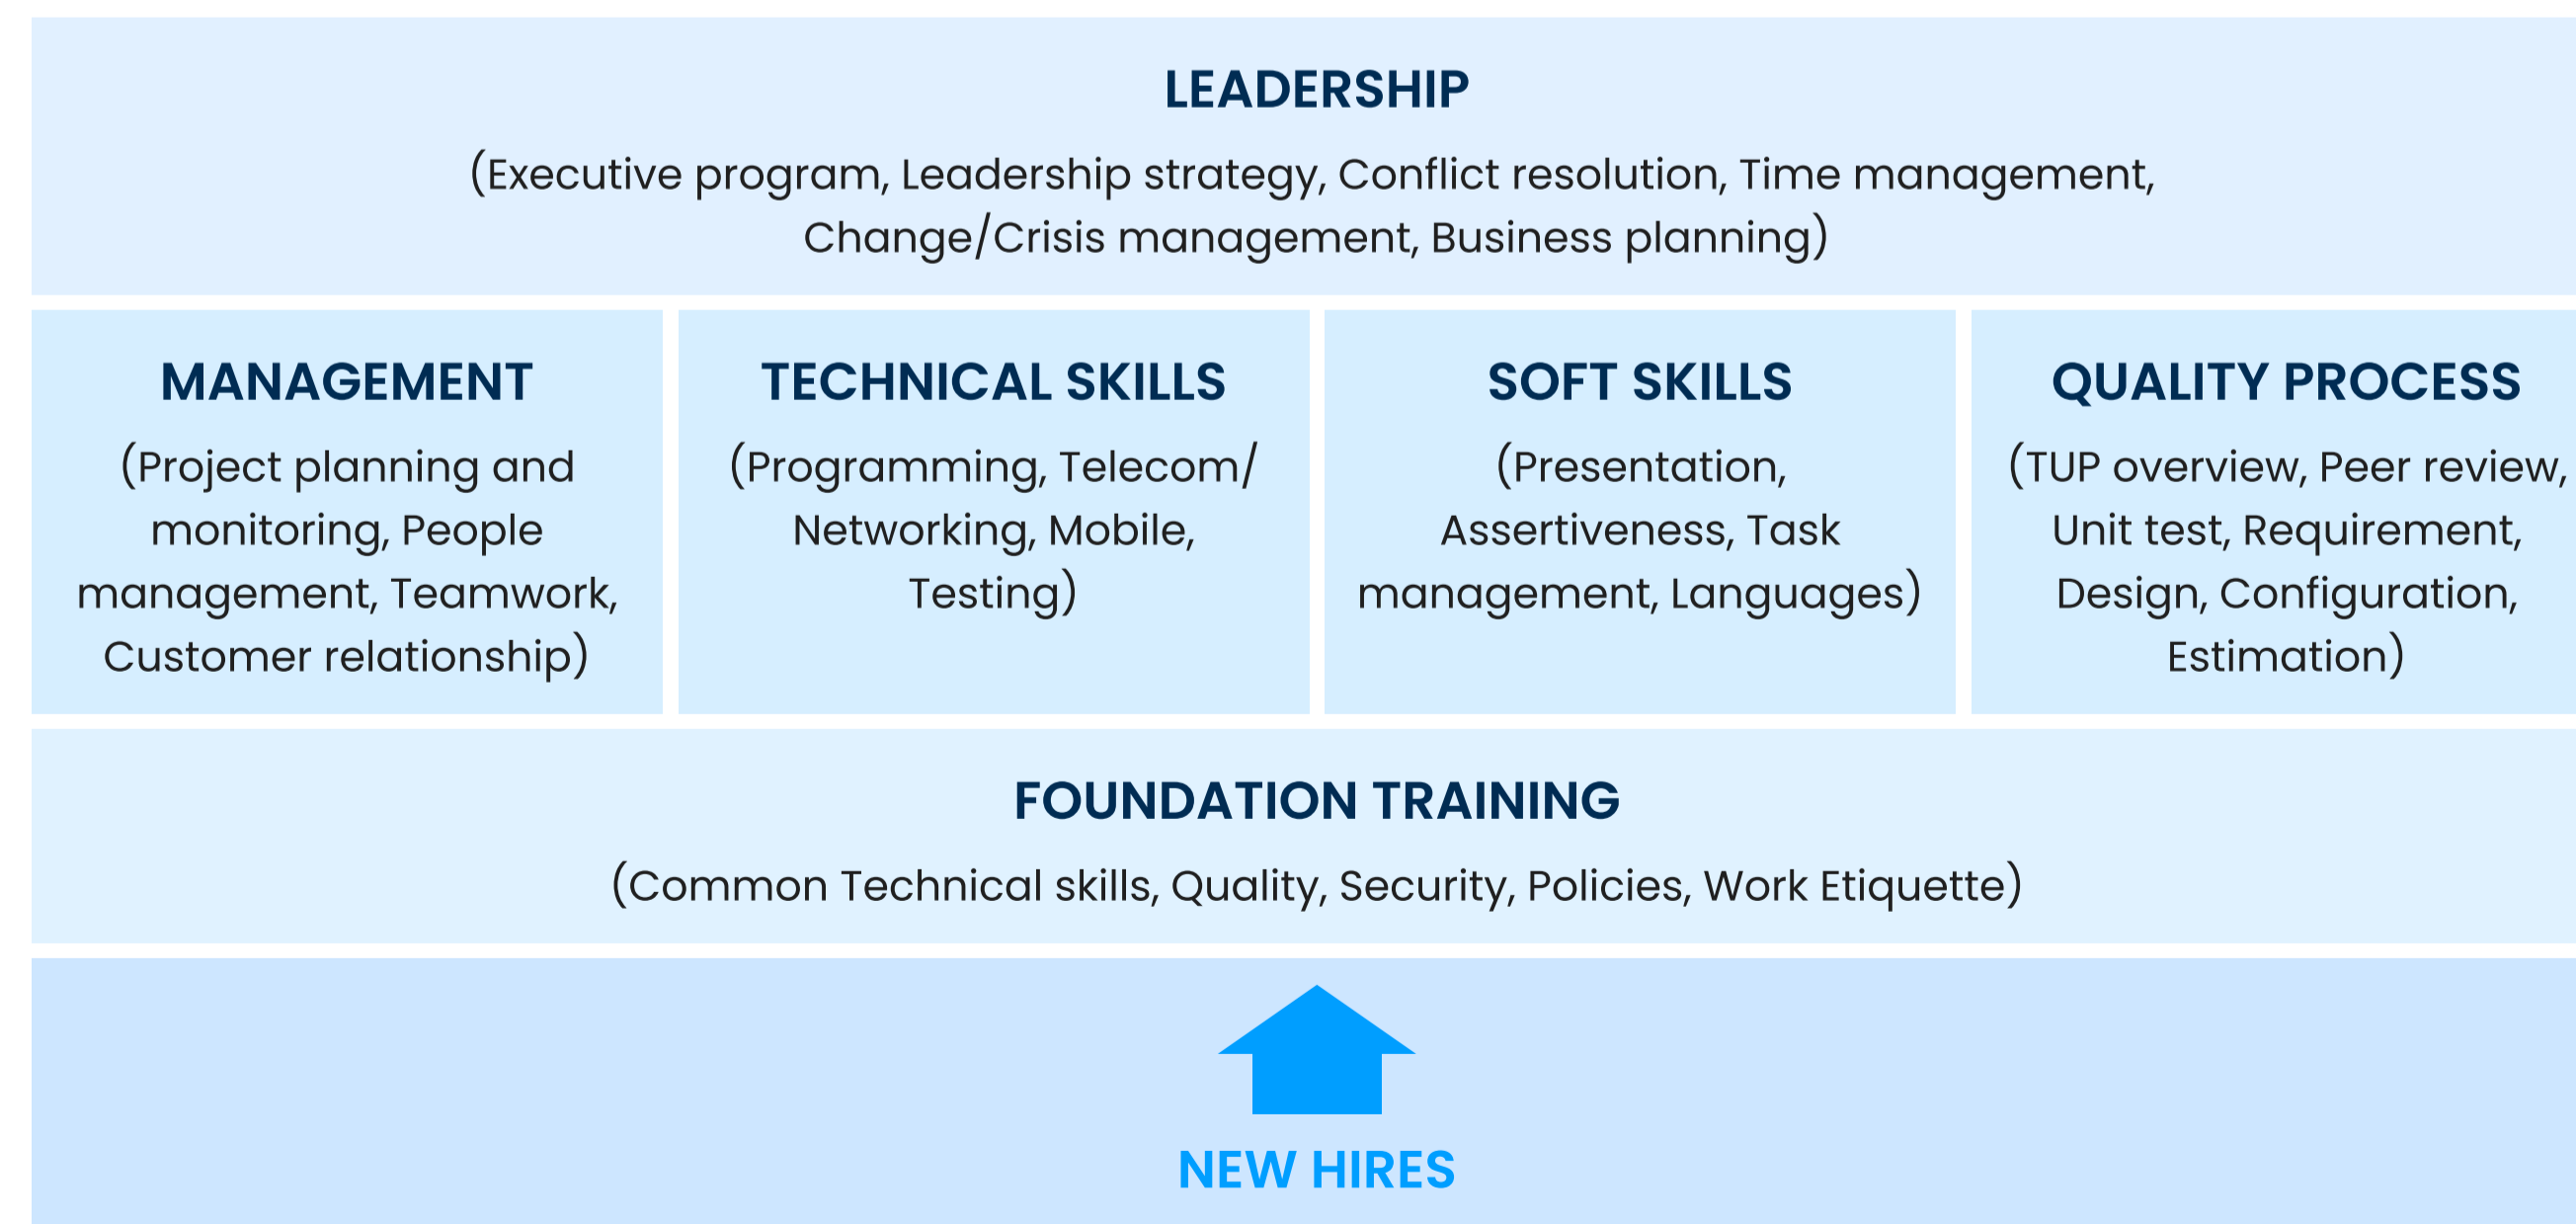 LEADERSHIP
(Executive program, Leadership strategy, Conflict resolution, Time management,
Change/Crisis management, Business planning)
MANAGEMENT
(Project planning and
monitoring, People
management, Teamwork,
Customer relationship)
TECHNICAL SKILLS
(Programming, Telecom/
Networking, Mobile,
Testing)
SOFT SKILLS
(Presentation,
Assertiveness, Task
management, Languages)
QUALITY PROCESS
(TUP overview, Peer review,
Unit test, Requirement,
Design, Configuration,
Estimation)
FOUNDATION TRAINING
(Common Technical skills, Quality, Security, Policies, Work Etiquette)
NEW HIRES